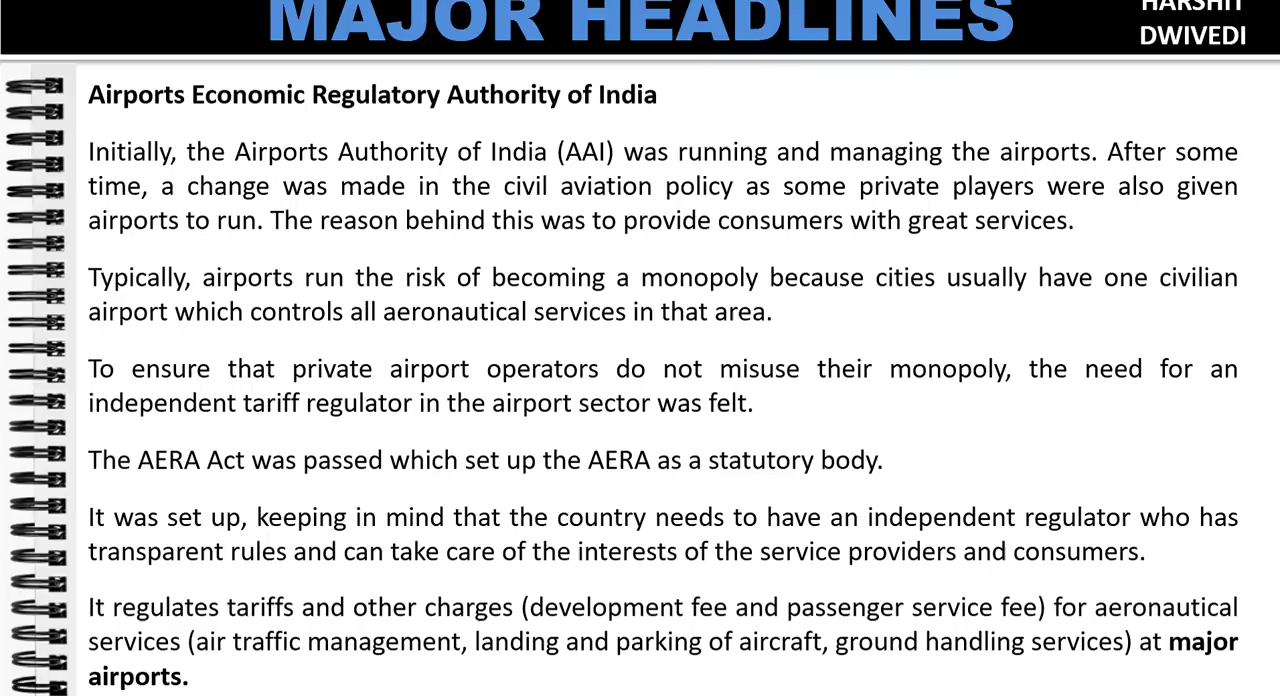 MAJOR HEADLINES
HARSHIT
DWIVEDI
Airports Economic Regulatory Authority of India
Initially, the Airports Authority of India (AAI) was running and managing the airports. After some
time, a change was made in the civil aviation policy as some private players were also given
airports to run. The reason behind this was to provide consumers with great services.
Typically, airports run the risk of becoming a monopoly because cities usually have one civilian
airport which controls all aeronautical services in that area.
To ensure that private airport operators do not misuse their monopoly, the need for an
independent tariff regulator in the airport sector was felt.
The AERA Act was passed which set up the AERA as a statutory body.
It was set up, keeping in mind that the country needs to have an independent regulator who has
transparent rules and can take care of the interests of the service providers and consumers.
It regulates tariffs and other charges (development fee and passenger service fee) for aeronautical
services (air traffic management, landing and parking of aircraft, ground handling services) at major
airports.